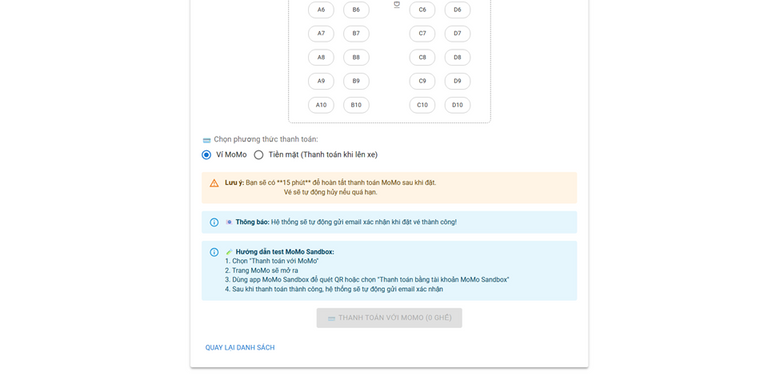 A6 B6 C6 D6
A7 B7 C7 D7
A8 B8 C8 D8
A9 B9 C9 D9
A10 B10 C10 D10
Chọn phương thức thanh toán:
Ví MoMo Tiền mặt (Thanh toán khi lên xe)
Lưu ý: Bạn sẽ có **15 phút** để hoàn tất thanh toán MoMo sau khi đặt.
Vé sẽ tự động hủy nếu quá hạn.
Thông báo: Hệ thống sẽ tự động gửi email xác nhận khi đặt vé thành công!
Hướng dẫn test MoMo Sandbox:
1. Chọn "Thanh toán với MoMo"
2. Trang MoMo sẽ mở ra
3. Dùng app MoMo Sandbox để quét QR hoặc chọn "Thanh toán bằng tài khoản MoMo Sandbox"
4. Sau khi thanh toán thành công, hệ thống sẽ tự động gửi email xác nhận
THANH TOÁN VỚI MOMO (0 GHẾ)
QUAY LẠI DANH SÁCH